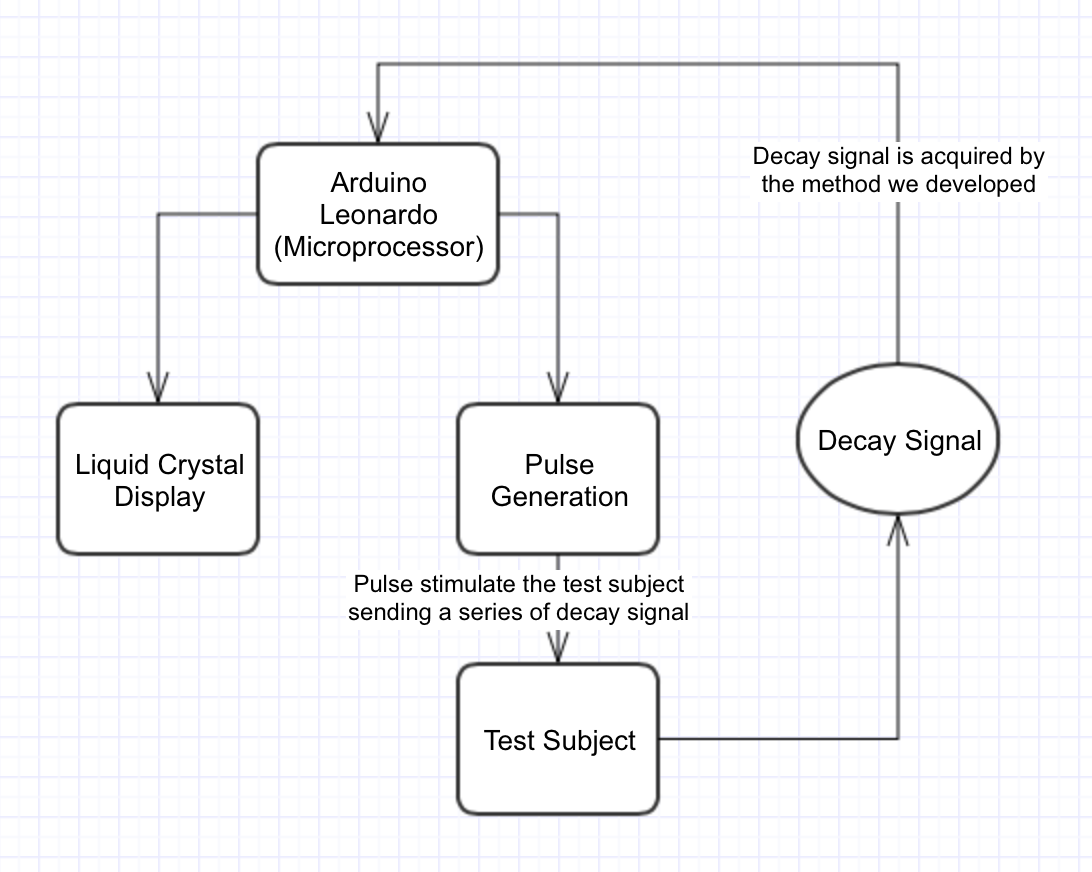 Decay signal is acquired by
the method we developed
Arduino
Leonardo
(Microprocessor)
Liquid Crystal
Display
Pulse
Generation
Decay Signal
Pulse stimulate the test subject
sending a series of decay signal
Test Subject